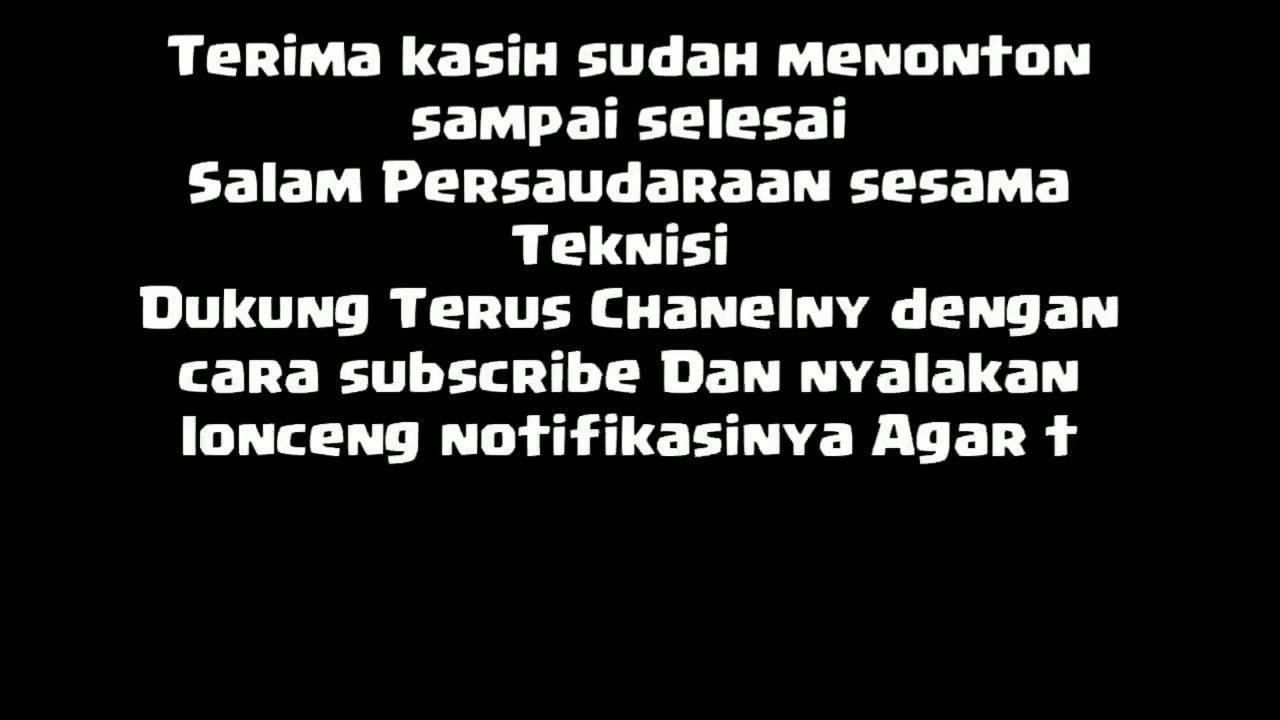 Terima kasih sudah menonton
sampai selesai
Salam Persaudaraan sesama
Teknisi
Dukung Terus Chanelny dengan
cara subscribe Dan nyalakan
lonceng notifikasinya Agar t